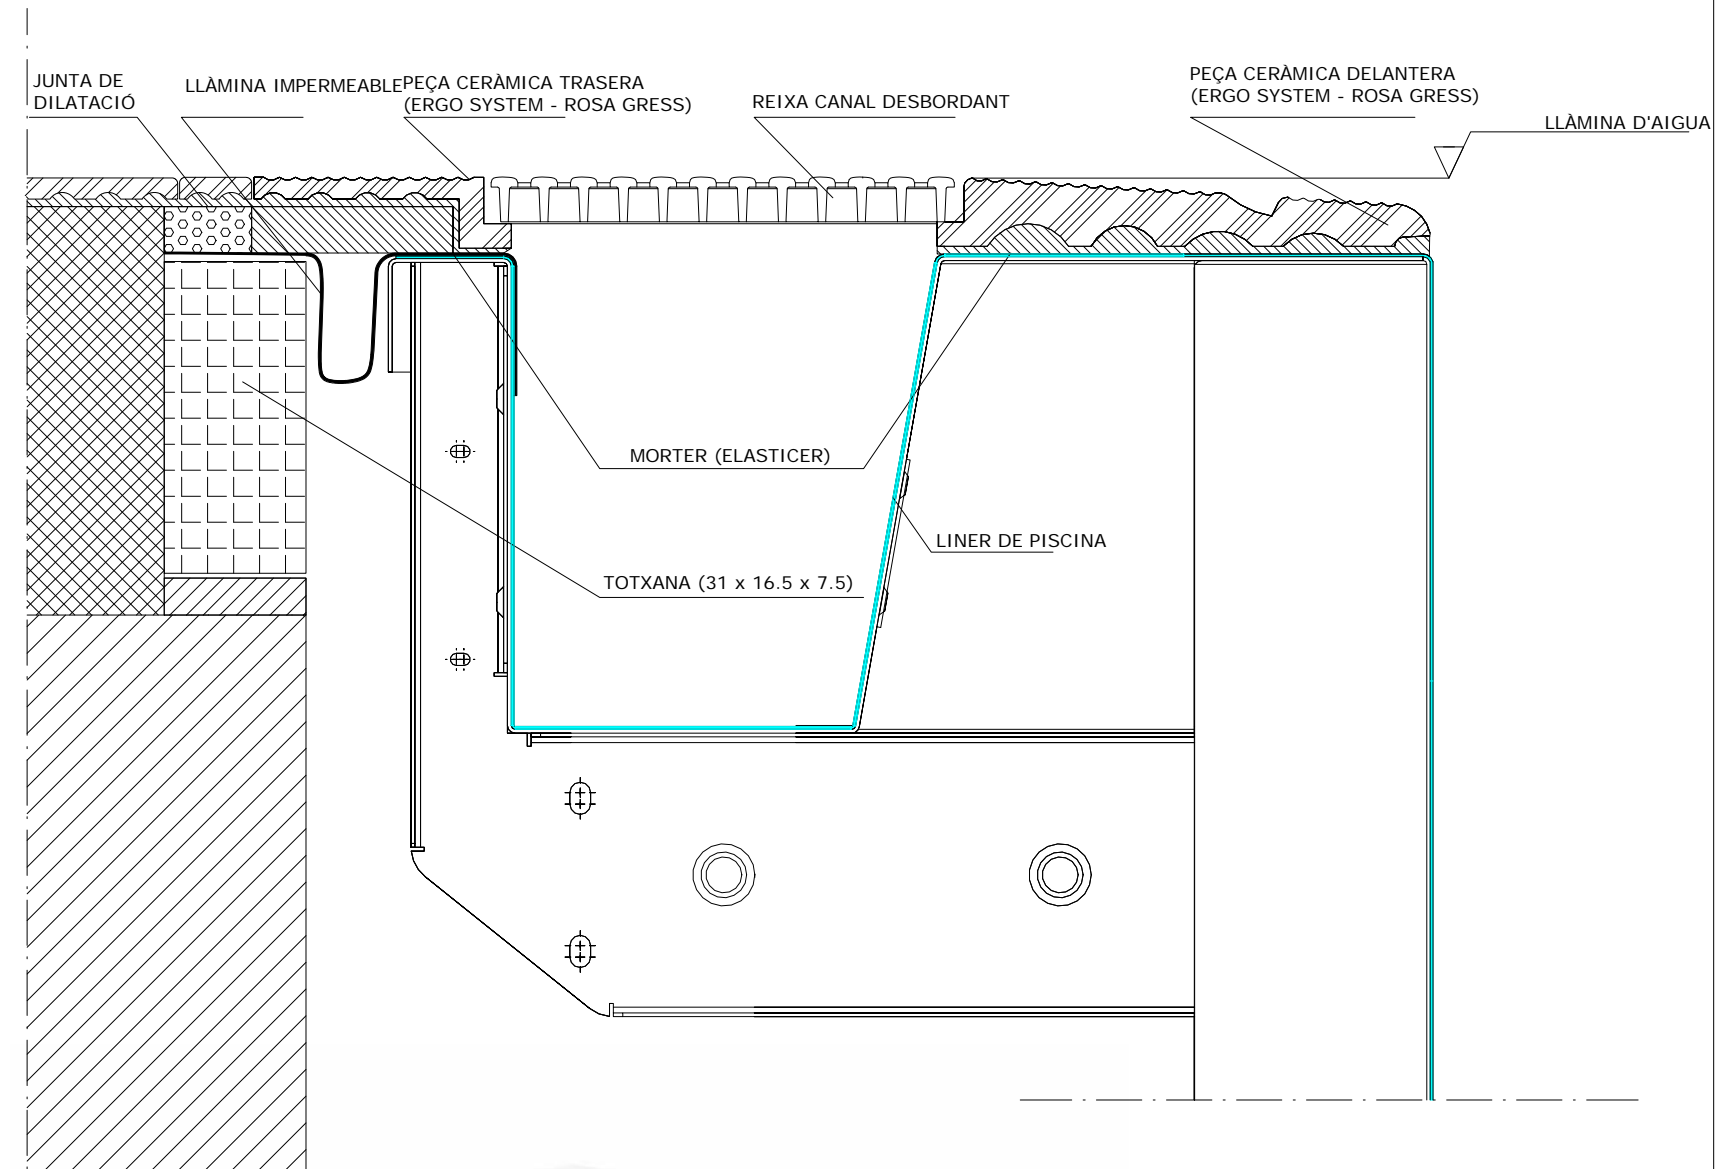 JUNTA DE
DILATACIÓ
LLÀMINA IMPERMEABLE
PEÇA CERÀMICA TRASERA
(ERGO SYSTEM - ROSA GRESS)
REIXA CANAL DESBORDANT
PEÇA CERÀMICA DELANTERA
(ERGO SYSTEM - ROSA GRESS)
LLÀMINA D'AIGUA
MORTER (ELASTICER)
LINER DE PISCINA
TOTXANA (31 x 16.5 x 7.5)